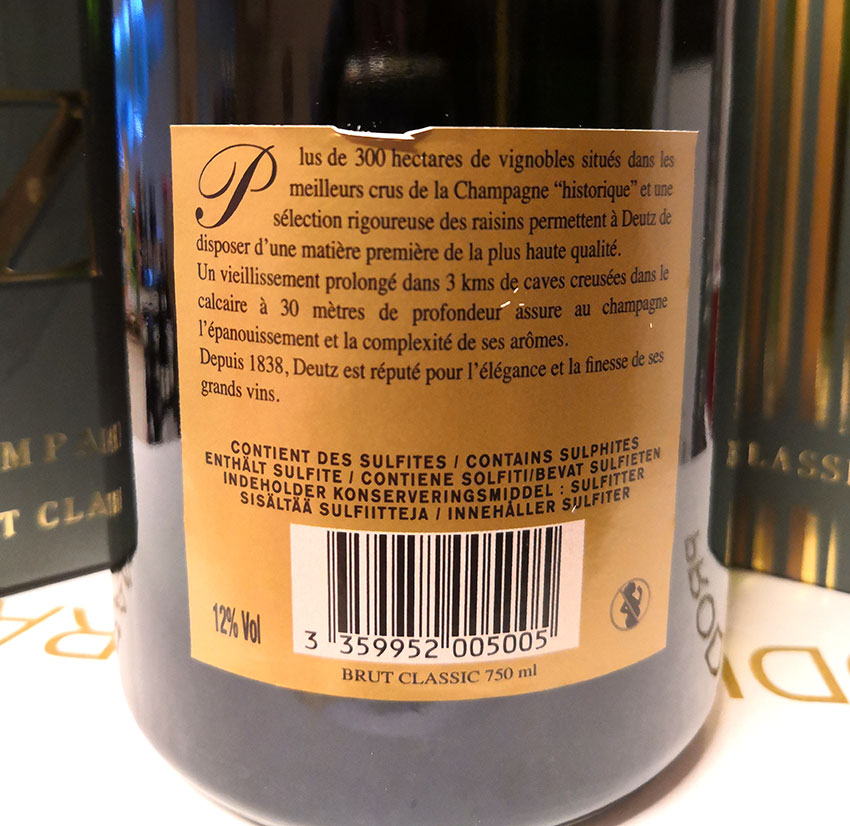 Plus de 300 hectares de vignobles situés dans les
meilleurs crus de la Champagne “historique” et une
sélection rigoureuse des raisins permettent à Deutz de
disposer d’une matière première de la plus haute qualité.
Un vieillissement prolongé dans 3 kms de caves creusées dans le
calcaire à 30 mètres de profondeur assure au champagne
l’épanouissement et la complexité de ses arômes.
Depuis 1838, Deutz est réputé pour l’élégance et la finesse de ses
grands vins.
CONTIENT DES SULFITES / CONTAINS SULPHITES
ENTHÄLT SULFITE / CONTIENE SOLFITI/BEVAT SULFIETEN
INDEHOLDER KONSERVERINGSMIDDEL : SULFITTER
SISÄLTÄÄ SULFIITTEJA / INNEHÅLLER SULFITER
12% Vol
3 359952 005005
BRUT CLASSIC 750 ml